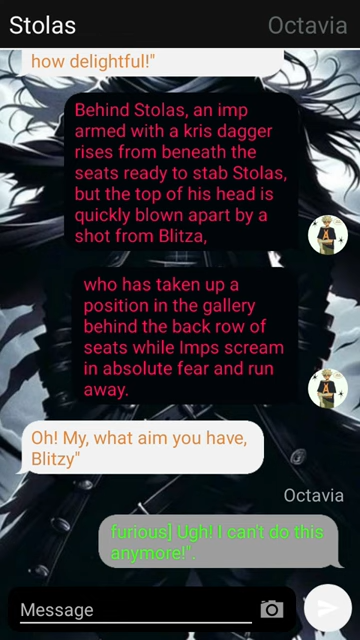 Stolas
Octavia
how delightful!"
Behind Stolas, an imp
armed with a kris dagger
rises from beneath the
seats ready to stab Stolas,
but the top of his head is
quickly blown apart by a
shot from Blitza,
who has taken up a
position in the gallery
behind the back row of
seats while Imps scream
in absolute fear and run
away.
Oh! My, what aim you have,
Blitzy"
Octavia
furious] Ugh! I can't do this
anymore!".
Message